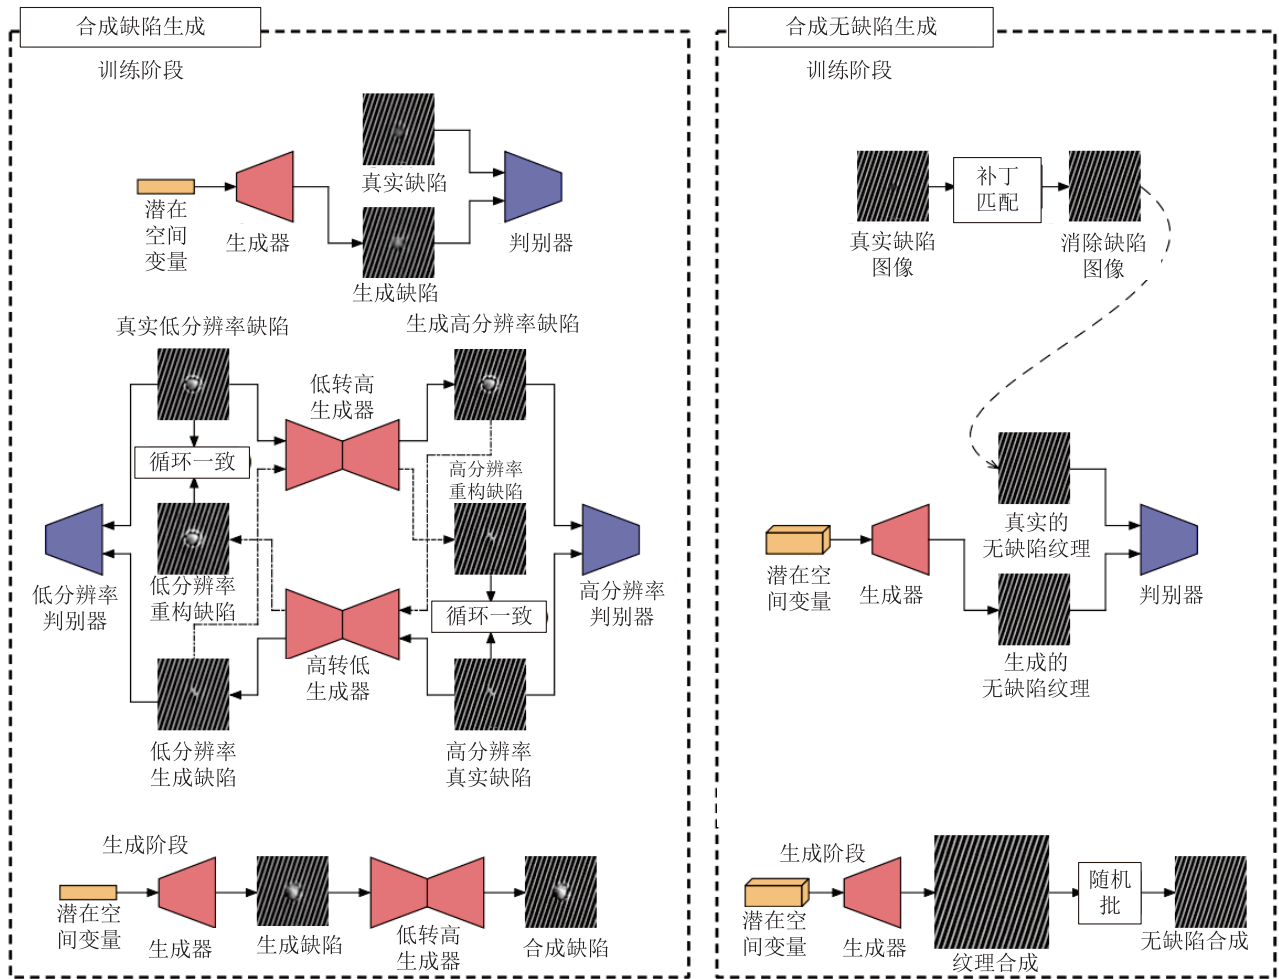 合成缺陷生成
训练阶段
真实缺陷
潜在
空间
变量
生成器
判别器
生成缺陷
真实低分辨率缺陷
生成高分辨率缺陷
低转高
生成器
循环一致
高分辨率
重构缺陷
低分辨率
判别器
低分辨率
重构缺陷
高分辨率
判别器
循环一致
高转低
生成器
低分辨率
生成缺陷
高分辨率
真实缺陷
生成阶段
潜在空
间变量
生成器
生成缺陷
低转高
生成器
合成缺陷
合成无缺陷生成
训练阶段
真实缺陷
图像
补丁
匹配
消除缺陷
图像
真实的
无缺陷纹理
潜在空
间变量
生成器
判别器
生成的
无缺陷纹理
生成阶段
潜在空
间变量
生成器
纹理合成
随机
批
无缺陷合成